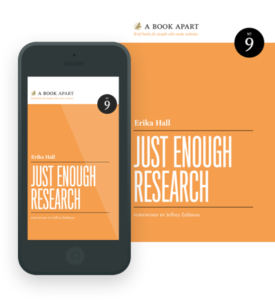 A BOOK APART
Brief books for people who make websites
No
9
Erika Hall
JUST ENOUGH
RESEARCH
FOREWORD BY Jeffrey Zeldman
A BOOK APART
No
9
Erika Hall
JUST ENOUGH
RESEARCH
FOREWORD BY Jeffrey Zeldman